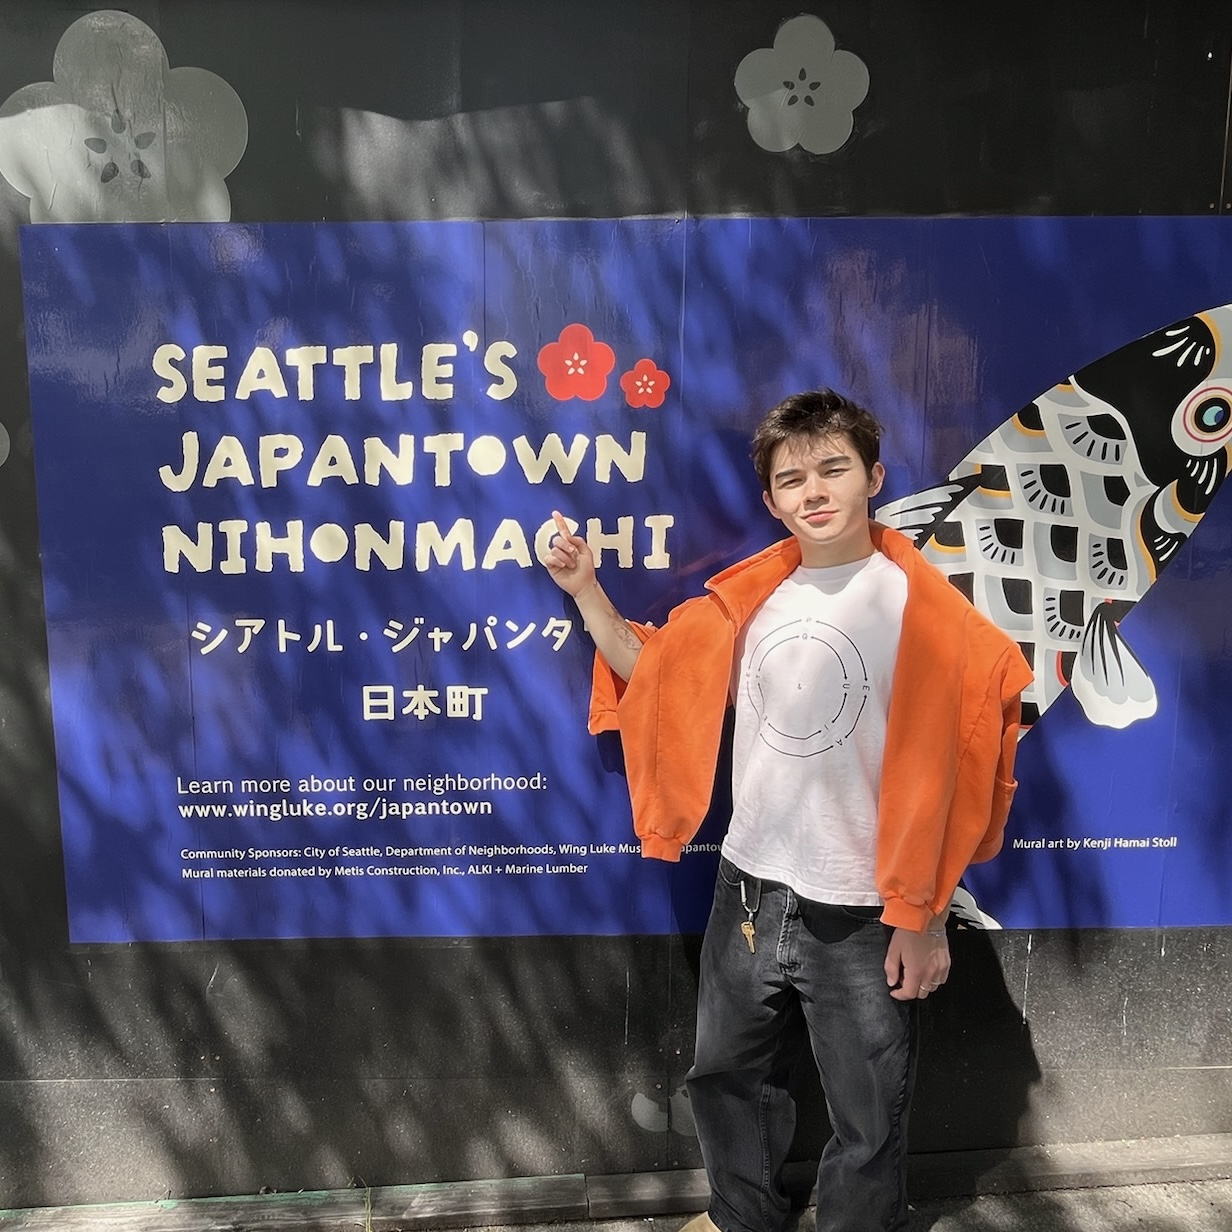 SEATTLE'S
JAPANTOWN
NIHONMACHI
シアトル・ジャパンタ
日本町
Learn more about our neighborhood:
www.wingluke.org/japantown
Community Sponsors: City of Seattle, Department of Neighborhoods, Wing Luke
Mural materials donated by Metis Construction, Inc., ALKI + Marine Lumber
Mural art by Kenji Hamai Stoll